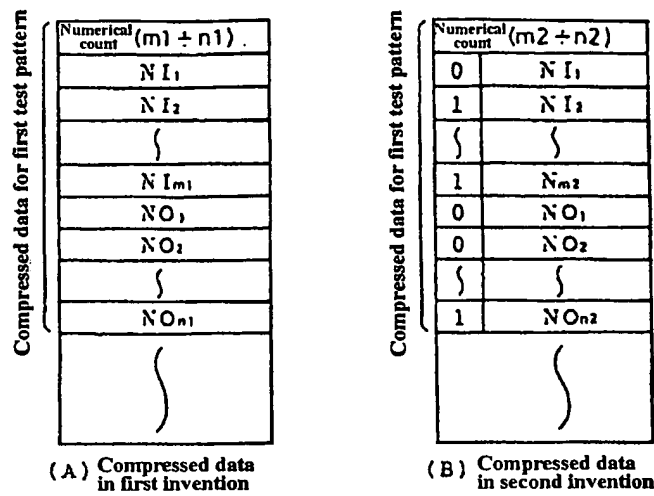 Compressed data for first test pattern
Numerical count (m1 ÷ n1).
NI1
NI2
NIm1
NO1
NO2
NOn1
(A) Compressed data
in first invention
Compressed data for first test pattern
Numerical count (m2 ÷ n2)
0 NI1
1 NI2
1 Nm2
0 NO1
0 NO2
1 NOn2
(B) Compressed data
in second invention